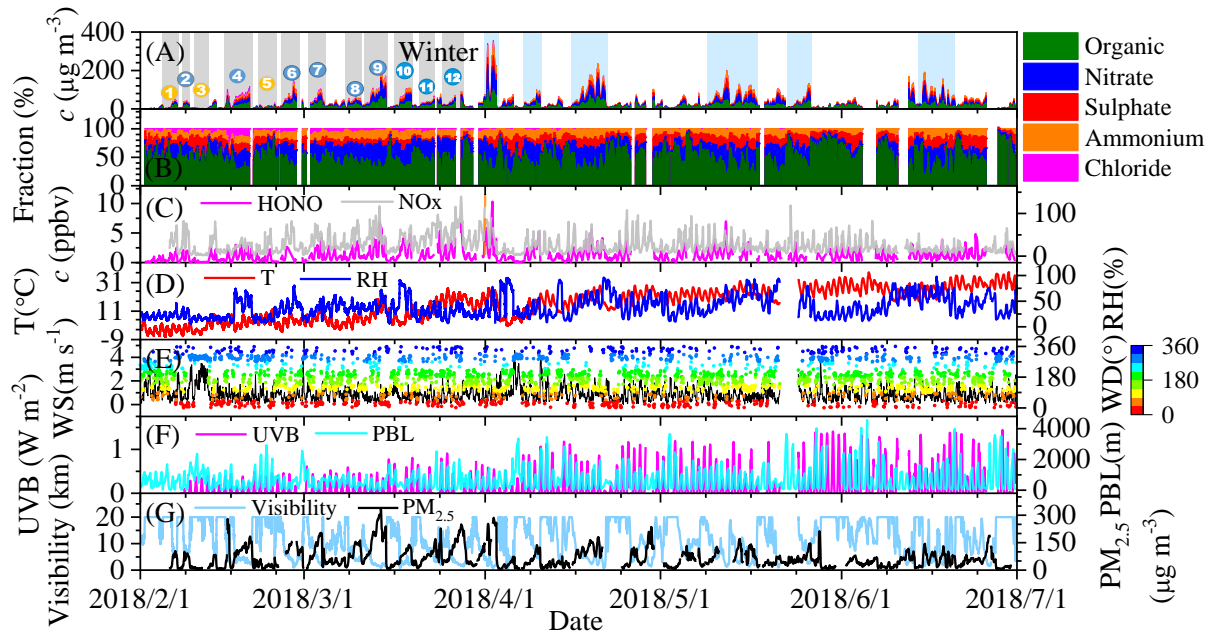 400
200
0
c (µg m⁻³)
(A)
Winter
1 2 3 4 5 6 7 8 9 10 11 12
Organic
Nitrate
Sulphate
Ammonium
Chloride
100
50
0
Fraction (%)
(B)
10
5
0
c (ppbv)
(C)
HONO
NOx
100
0
31
11
-9
T(℃)
(D)
T
RH
100
50
0
RH(%)
4
2
0
WS(m s⁻¹)
(E)
360
180
0
WD(°)
360
180
0
1
0
UVB (W m⁻²)
(F)
UVB
PBL
4000
2000
0
PBL(m)
20
10
0
Visibility (km)
(G)
Visibility
PM₂.₅
300
150
0
PM₂.₅
(µg m⁻³)
2018/2/1 2018/3/1 2018/4/1 2018/5/1 2018/6/1 2018/7/1
Date